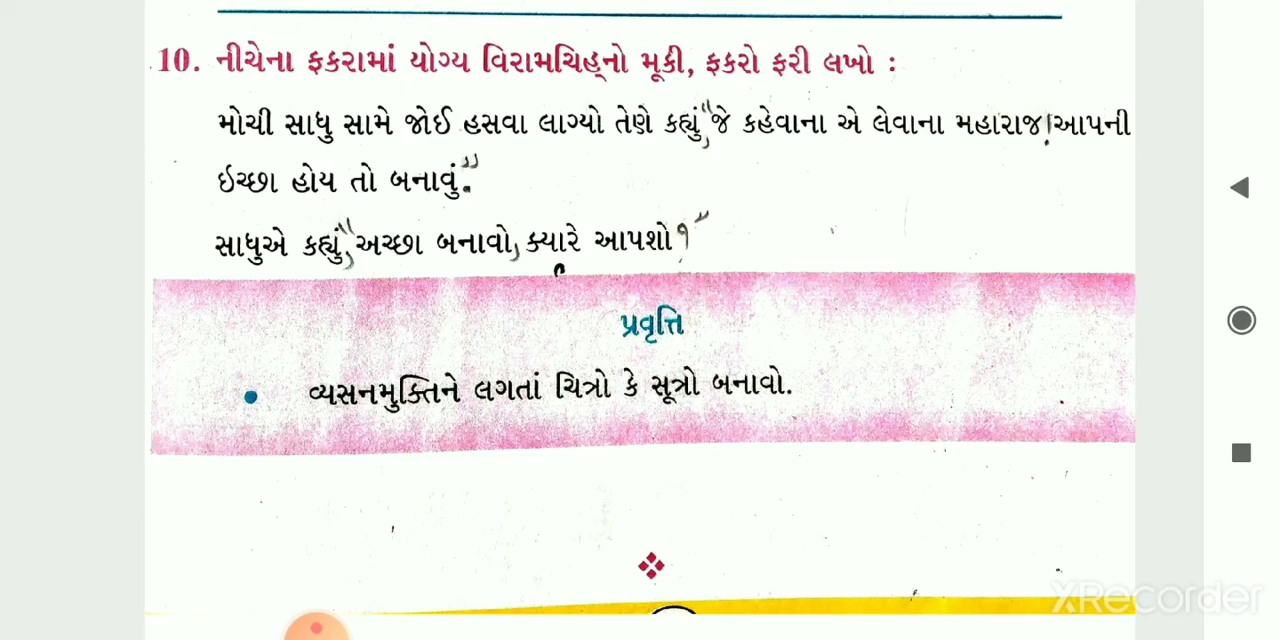 10. નીચેના ફકરામાં યોગ્ય વિરામચિહ્નો મૂકી, ફકરો ફરી લખો :
મોચી સાધુ સામે જોઈ હસવા લાગ્યો તેણે કહ્યું, "જે કહેવાના એ લેવાના મહારાજ! આપની
ઇચ્છા હોય તો બનાવું."
સાધુએ કહ્યું, "અચ્છા બનાવો, ક્યારે આપશો?"
પ્રવૃત્તિ
• વ્યસનમુક્તિને લગતાં ચિત્રો કે સૂત્રો બનાવો.
XRecorder